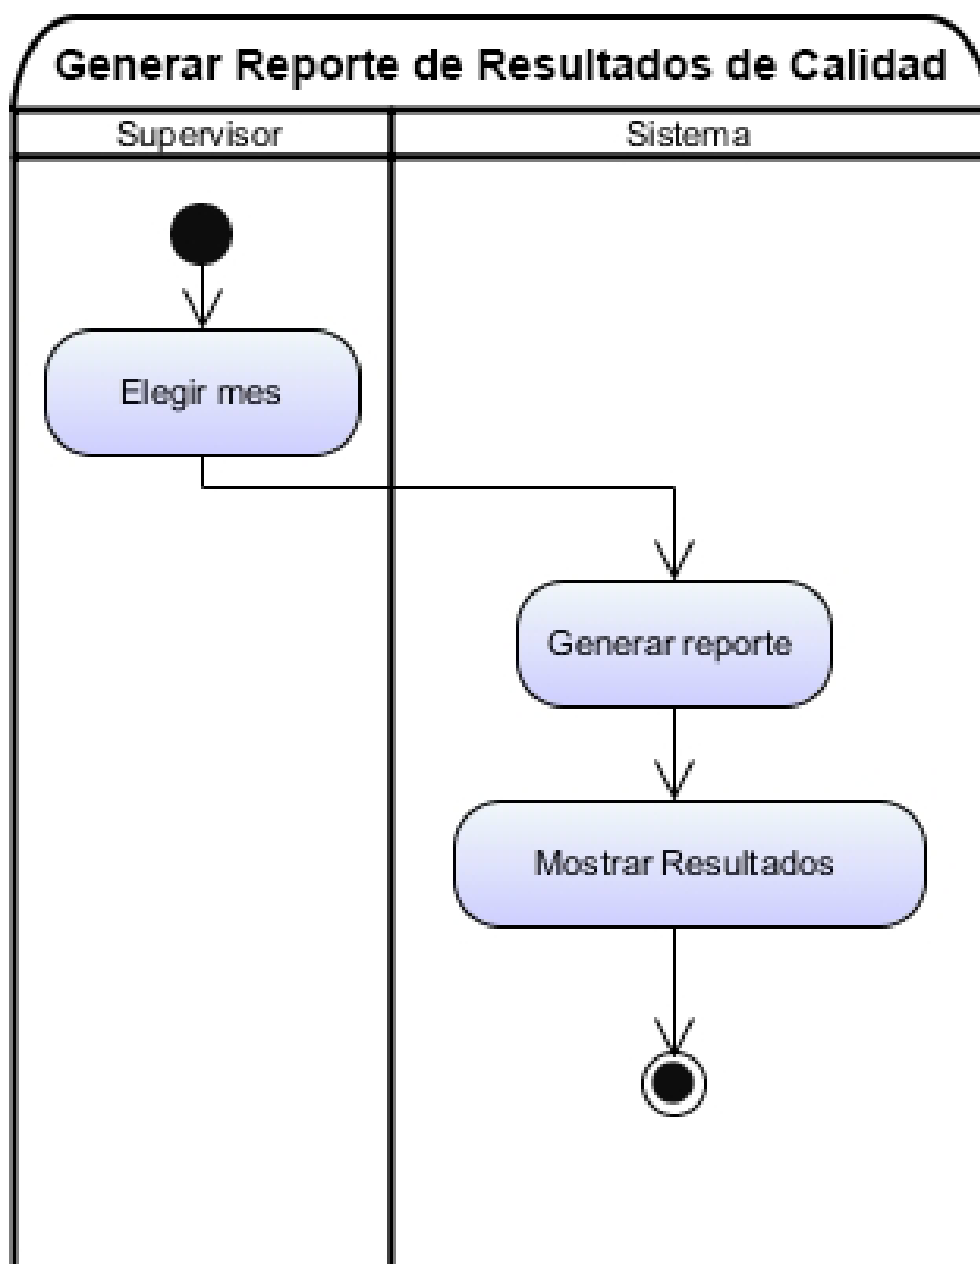 Generar Reporte de Resultados de Calidad
Supervisor
Sistema
Elegir mes
Generar reporte
Mostrar Resultados